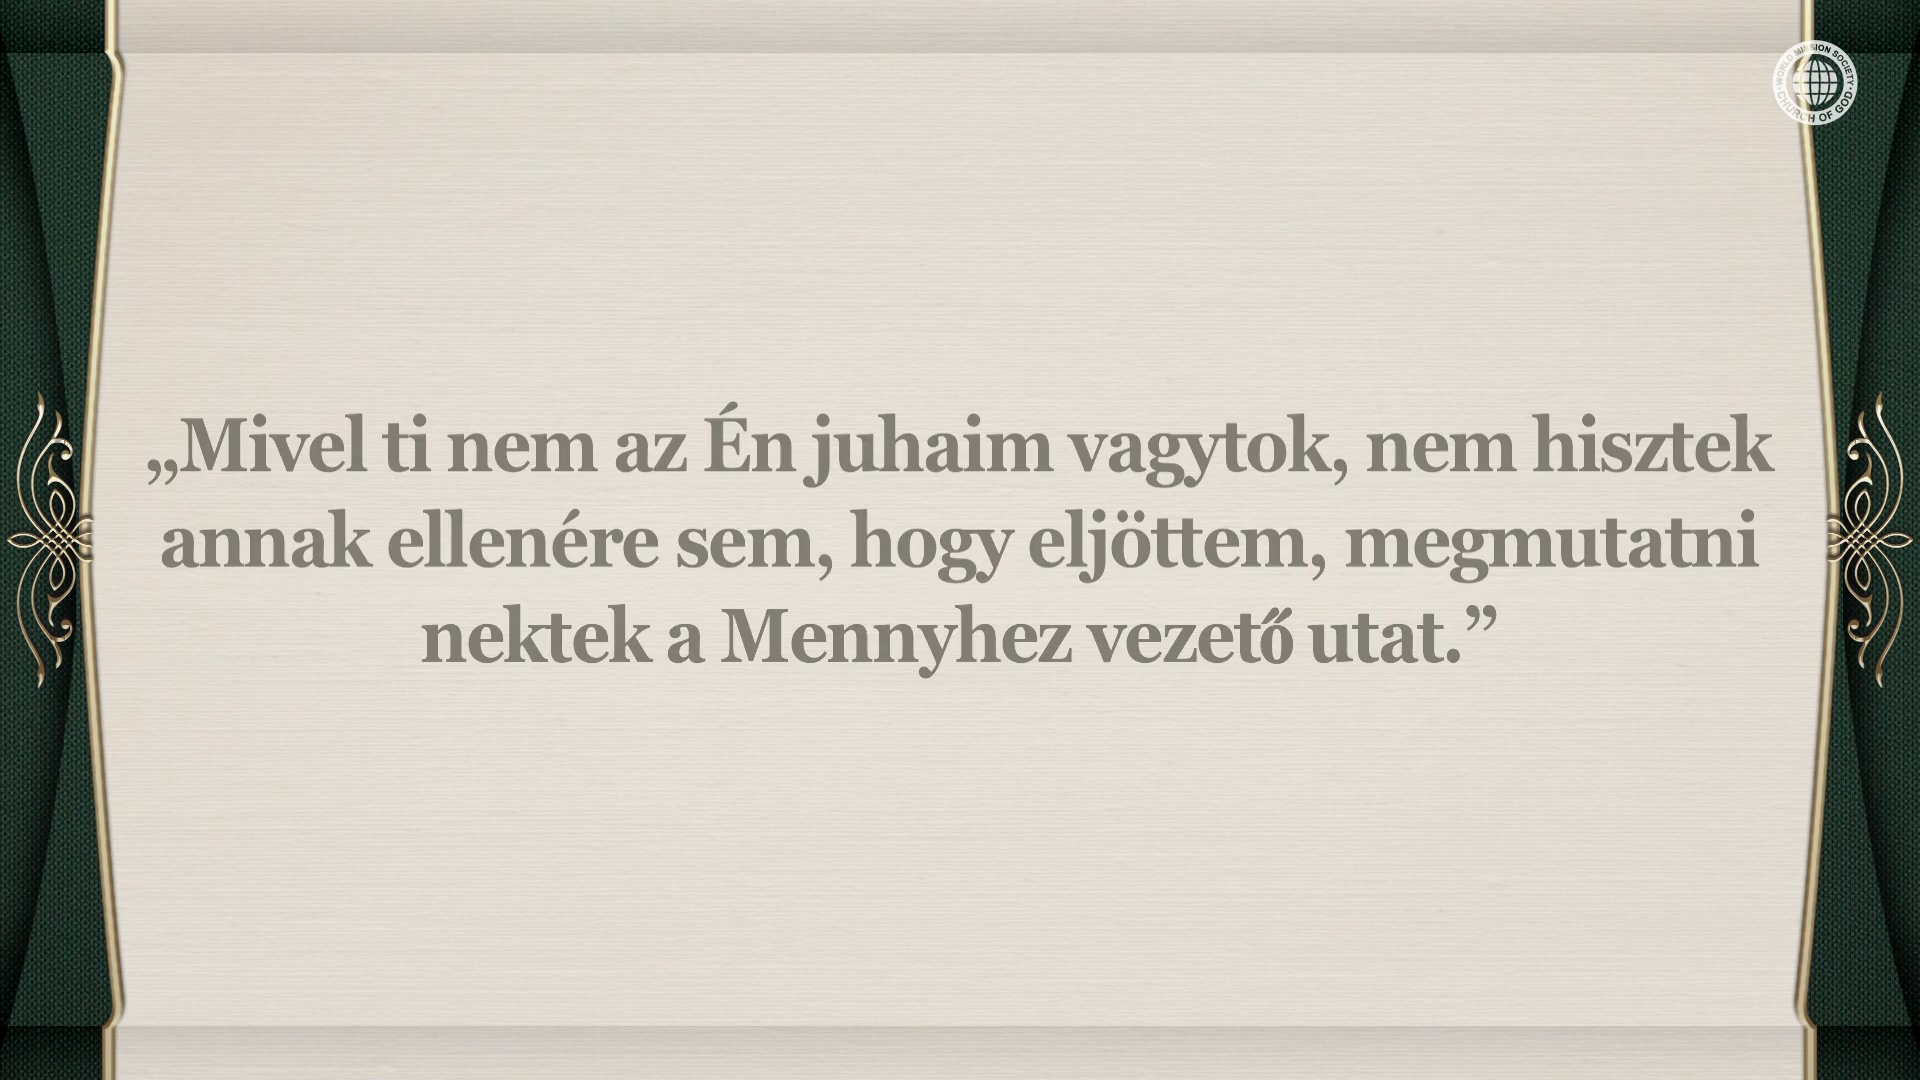 WORLD MISSION SOCIETY CHURCH OF GOD
„Mivel ti nem az Én juhaim vagytok, nem hisztek
annak ellenére sem, hogy eljöttem, megmutatni
nektek a Mennyhez vezető utat.”